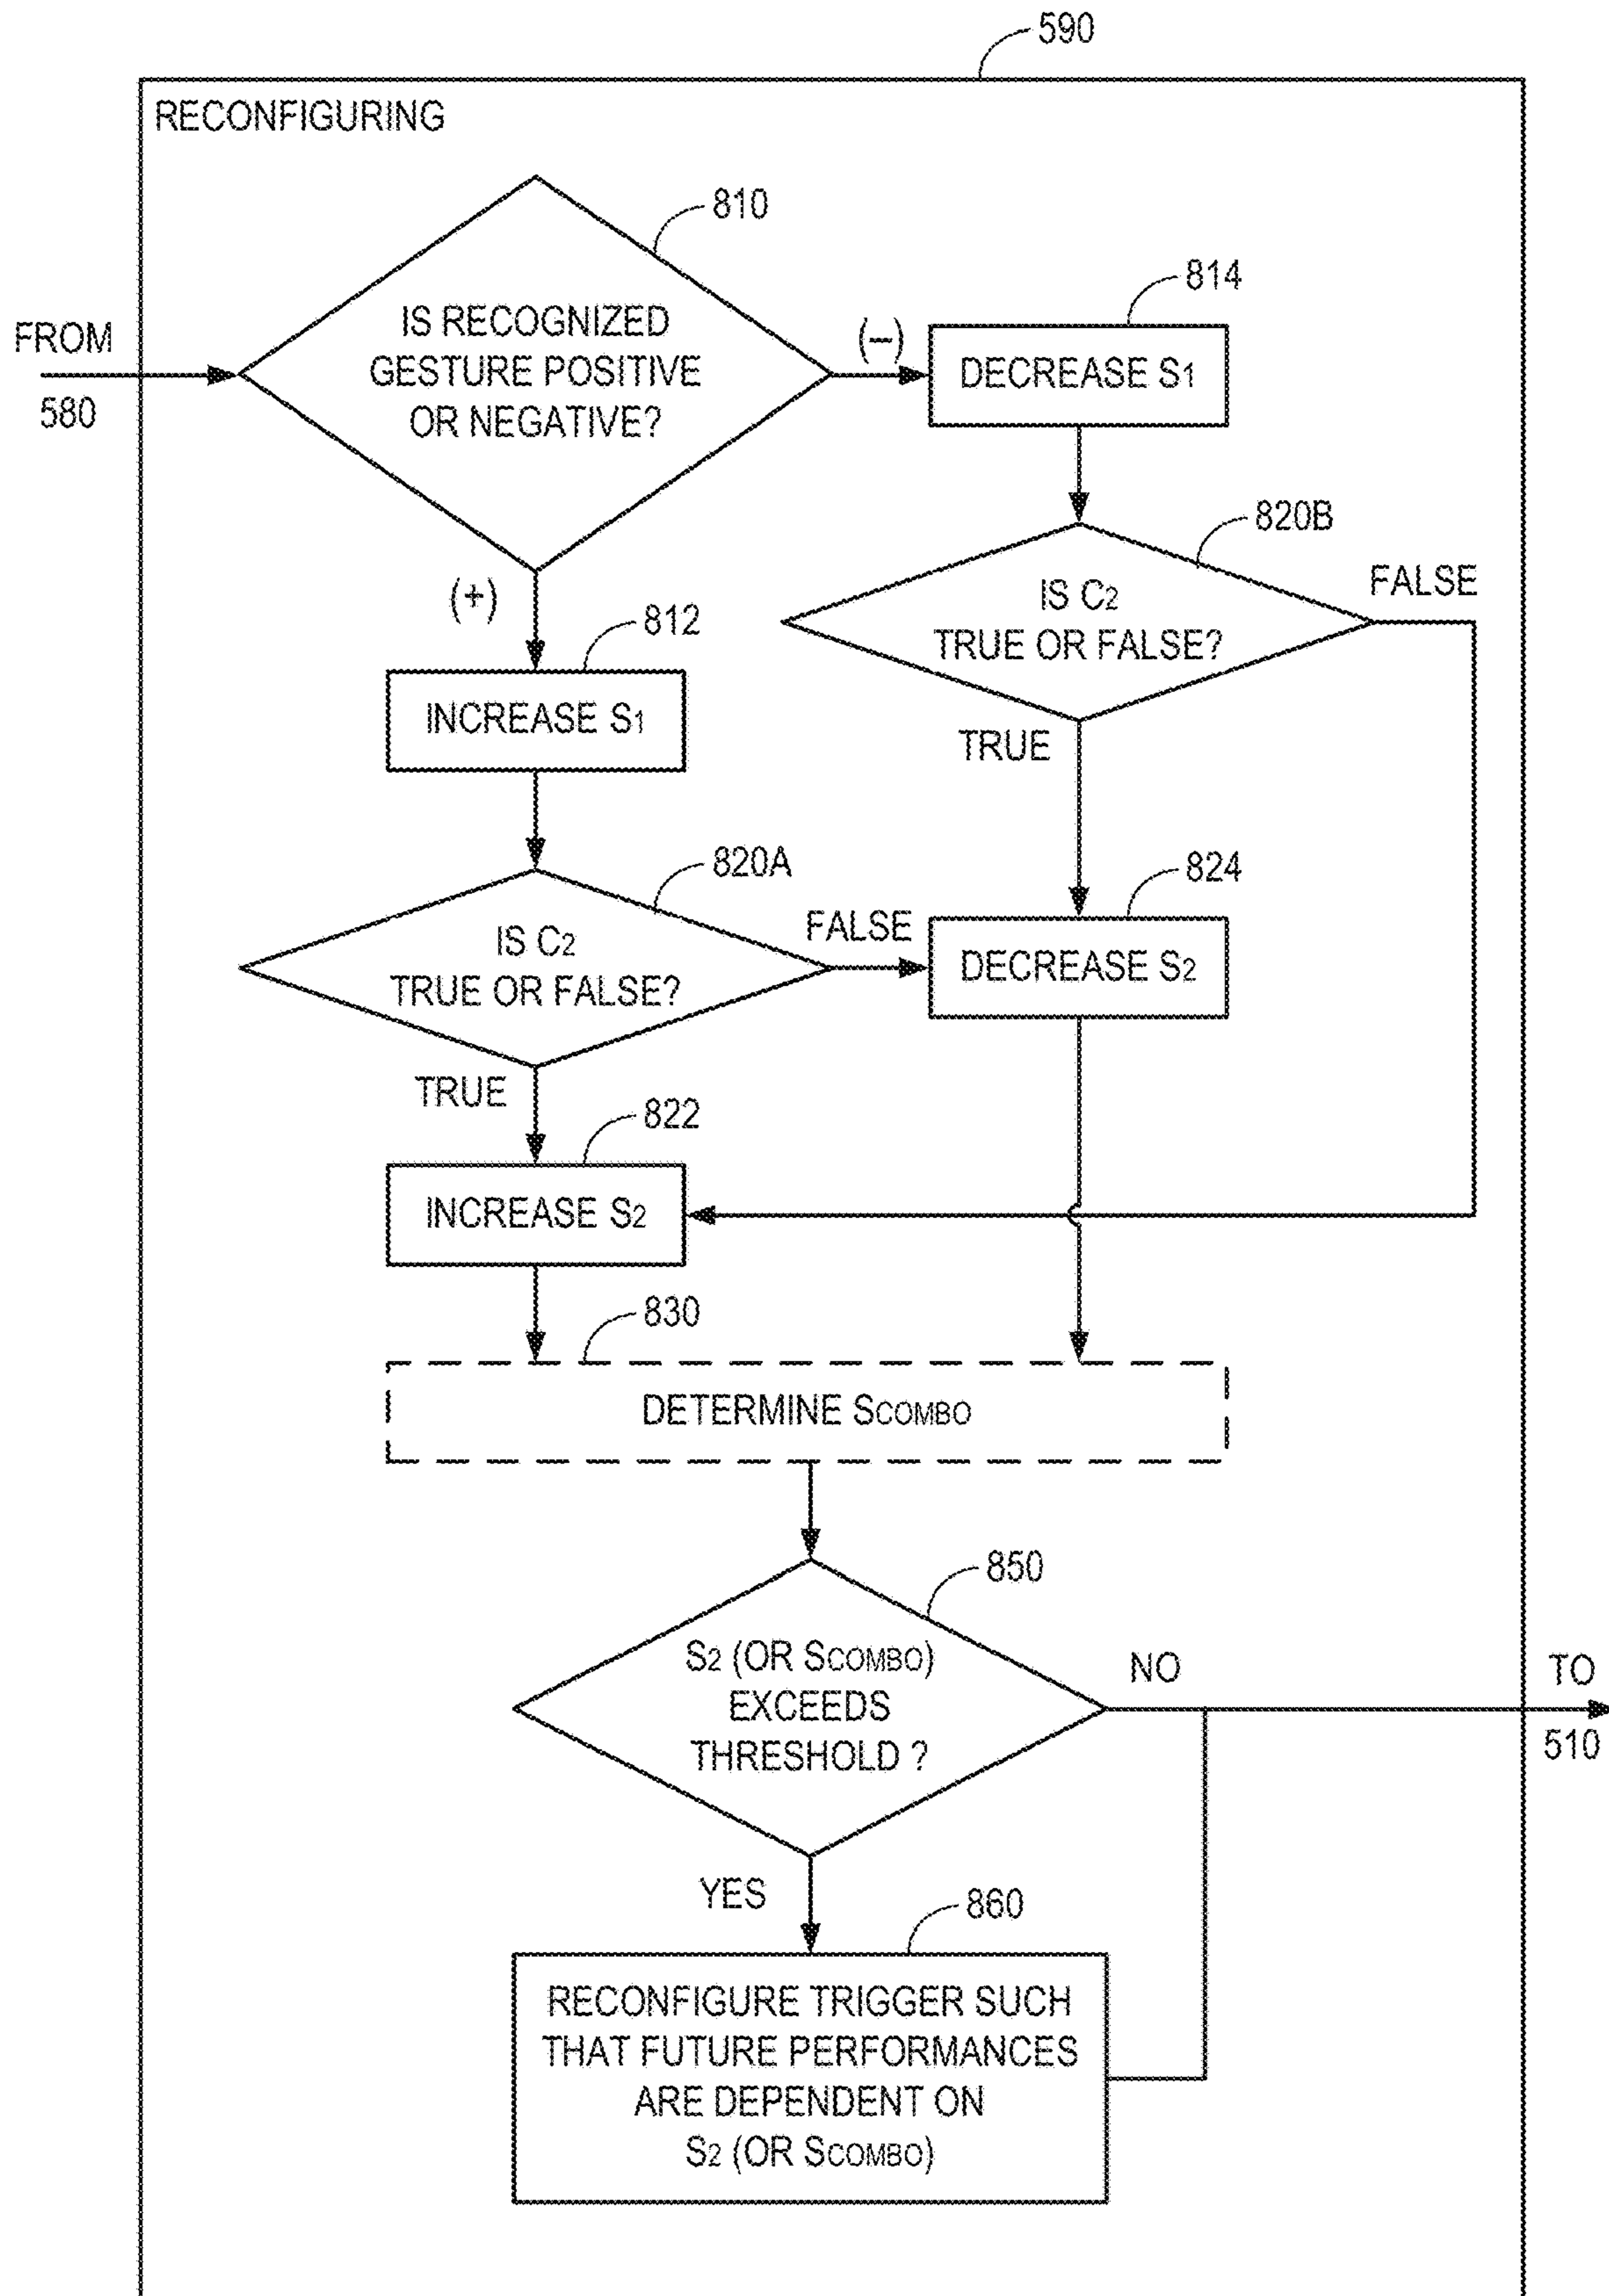 590
RECONFIGURING
810
IS RECOGNIZED
GESTURE POSITIVE
OR NEGATIVE?
FROM
580
(–)
814
DECREASE S1
820B
IS C2
TRUE OR FALSE?
FALSE
(+)
812
INCREASE S1
TRUE
820A
IS C2
TRUE OR FALSE?
FALSE
824
DECREASE S2
TRUE
822
INCREASE S2
830
DETERMINE SCOMBO
850
S2 (OR SCOMBO)
EXCEEDS
THRESHOLD ?
NO
TO
510
YES
860
RECONFIGURE TRIGGER SUCH
THAT FUTURE PERFORMANCES
ARE DEPENDENT ON
S2 (OR SCOMBO)